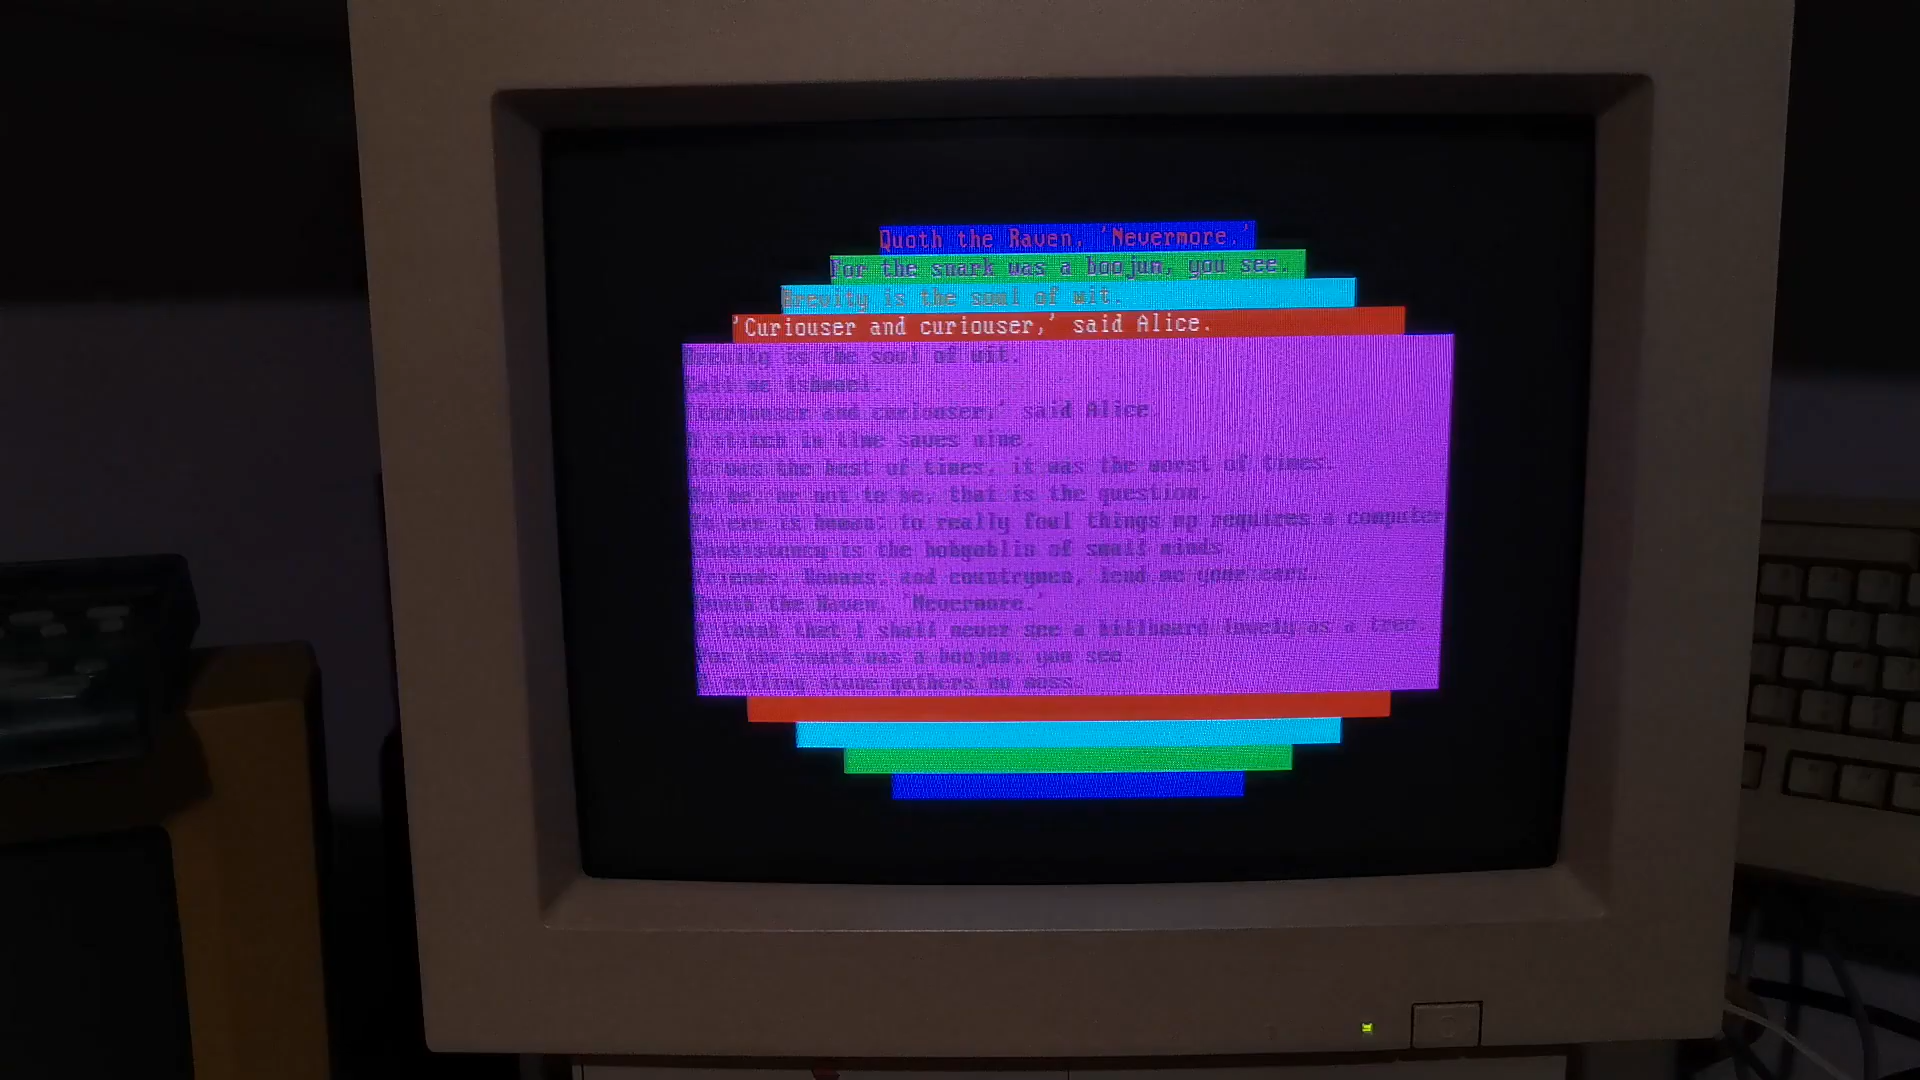 Quoth the Raven, 'Nevermore.'
For the snark was a boojum, you see.
Brevity is the soul of wit.
'Curiouser and curiouser,' said Alice.
Brevity is the soul of wit.
Call me Ishmael.
'Curiouser and curiouser,' said Alice.
A stitch in time saves nine.
It was the best of times, it was the worst of times.
To be, or not to be, that is the question.
To err is human; to really foul things up requires a computer
Consistency is the hobgoblin of small minds.
Friends, Romans, and countrymen, lend me your ears.
Quoth the Raven, 'Nevermore.'
I think that I shall never see a billboard lovely as a tree.
For the snark was a boojum, you see.
A rolling stone gathers no moss.